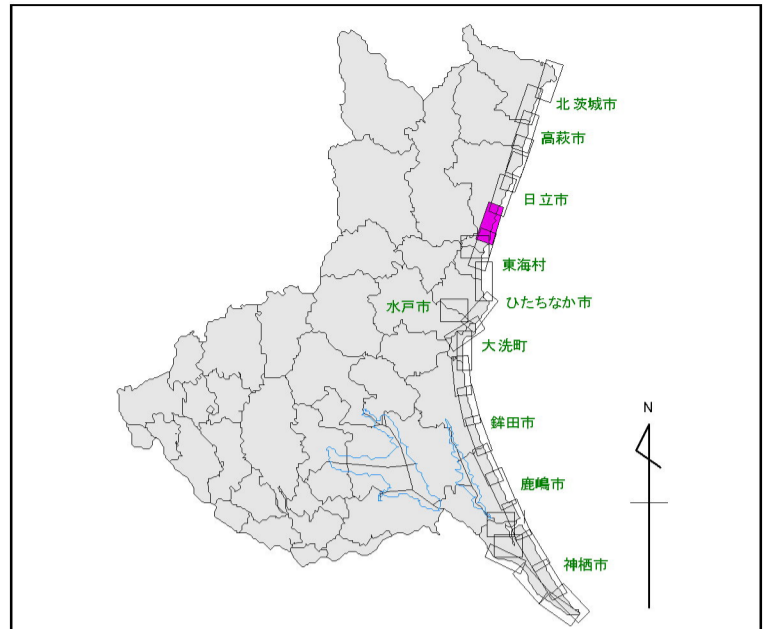 北茨城市
高萩市
日立市
東海村
ひたちなか市
水戸市
大洗町
鉾田市
N
鹿嶋市
神栖市